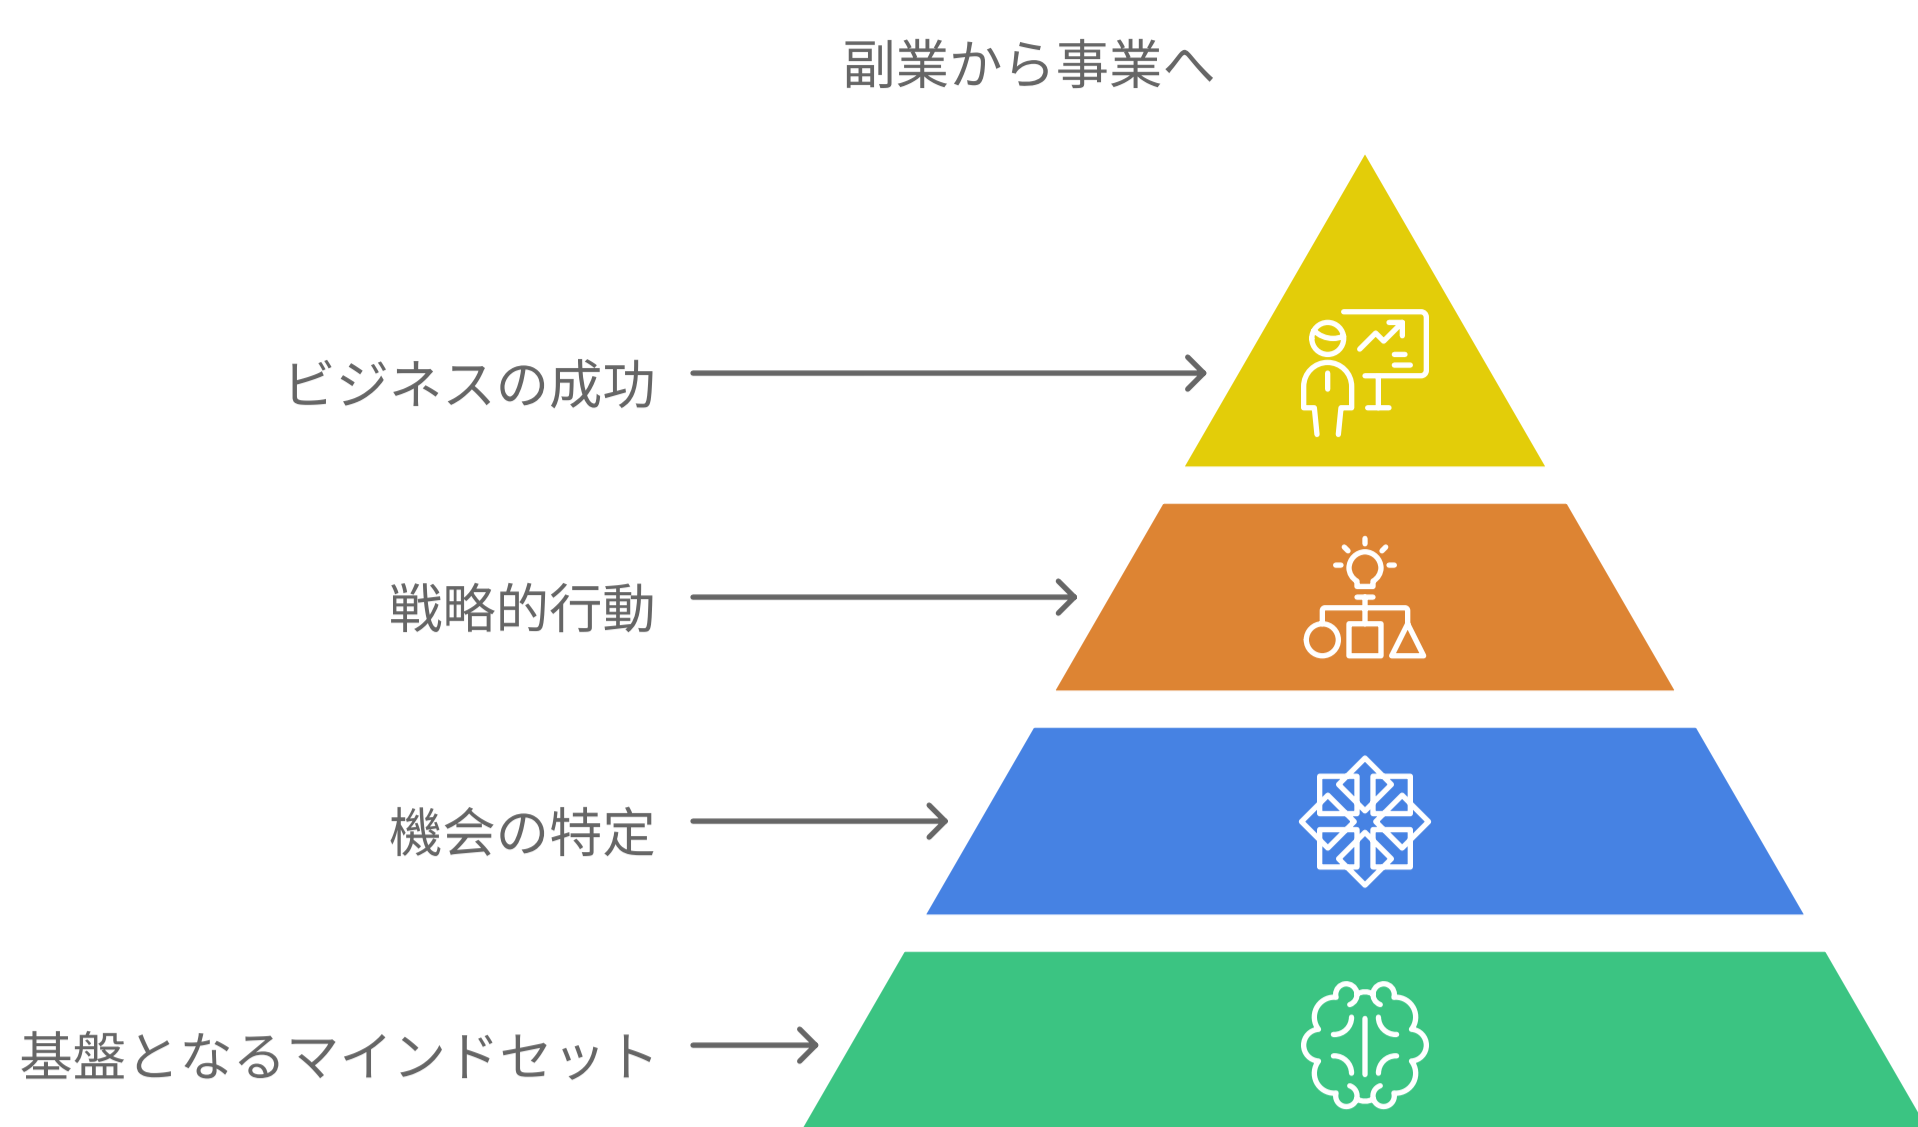 副業から事業へ
ビジネスの成功
戦略的行動
機会の特定
基盤となるマインドセット